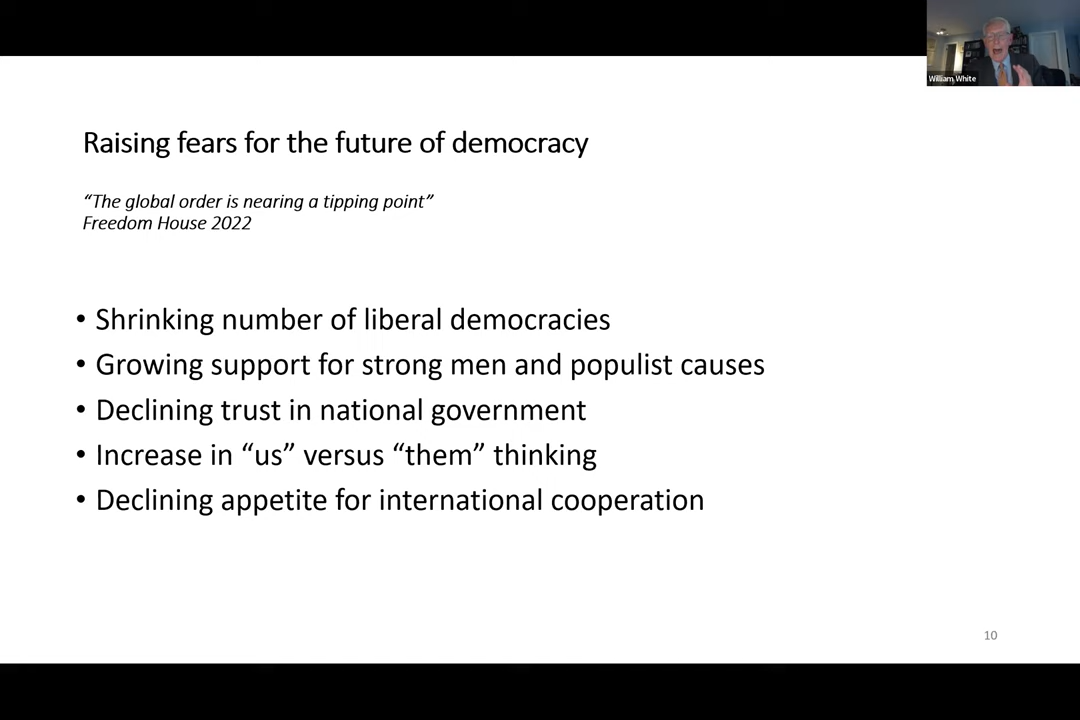 William White
Raising fears for the future of democracy
“The global order is nearing a tipping point”
Freedom House 2022
• Shrinking number of liberal democracies
• Growing support for strong men and populist causes
• Declining trust in national government
• Increase in “us” versus “them” thinking
• Declining appetite for international cooperation
10